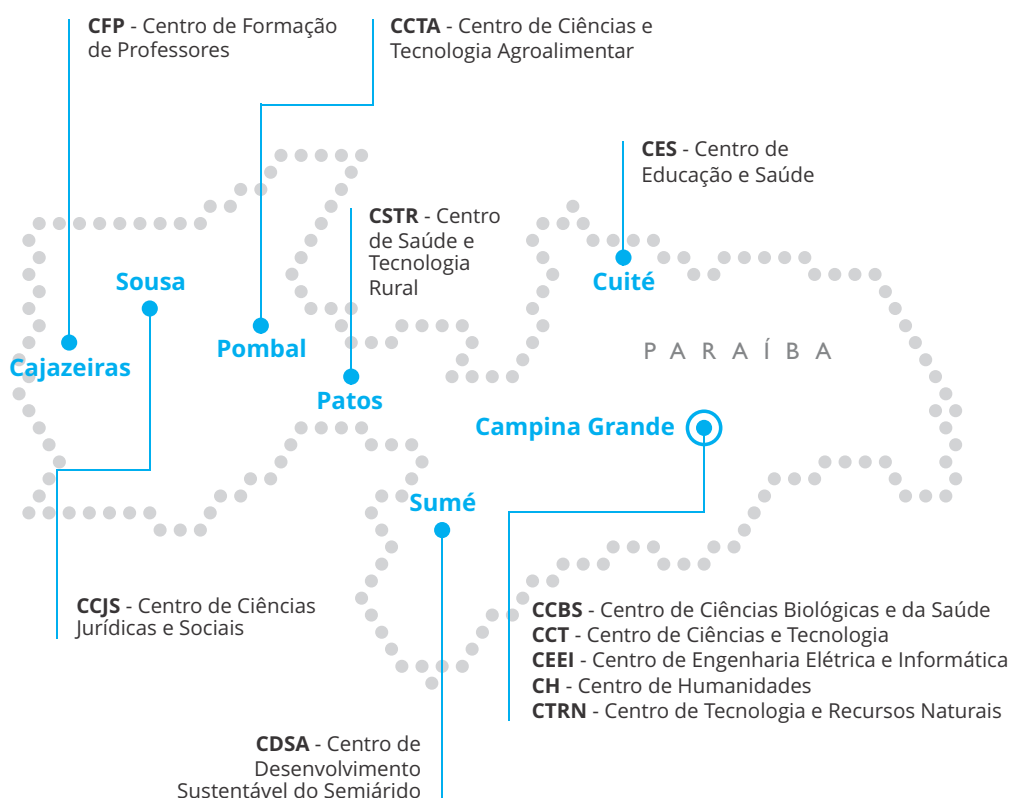 CFP - Centro de Formação
de Professores
CCTA - Centro de Ciências e
Tecnologia Agroalimentar
CES - Centro de
Educação e Saúde
CSTR - Centro
de Saúde e
Tecnologia
Rural
Sousa
Cuité
Pombal
PARAÍBA
Cajazeiras
Patos
Campina Grande
Sumé
CCJS - Centro de Ciências
Jurídicas e Sociais
CCBS - Centro de Ciências Biológicas e da Saúde
CCT - Centro de Ciências e Tecnologia
CEEI - Centro de Engenharia Elétrica e Informática
CH - Centro de Humanidades
CTRN - Centro de Tecnologia e Recursos Naturais
CDSA - Centro de
Desenvolvimento
Sustentável do Semiárido